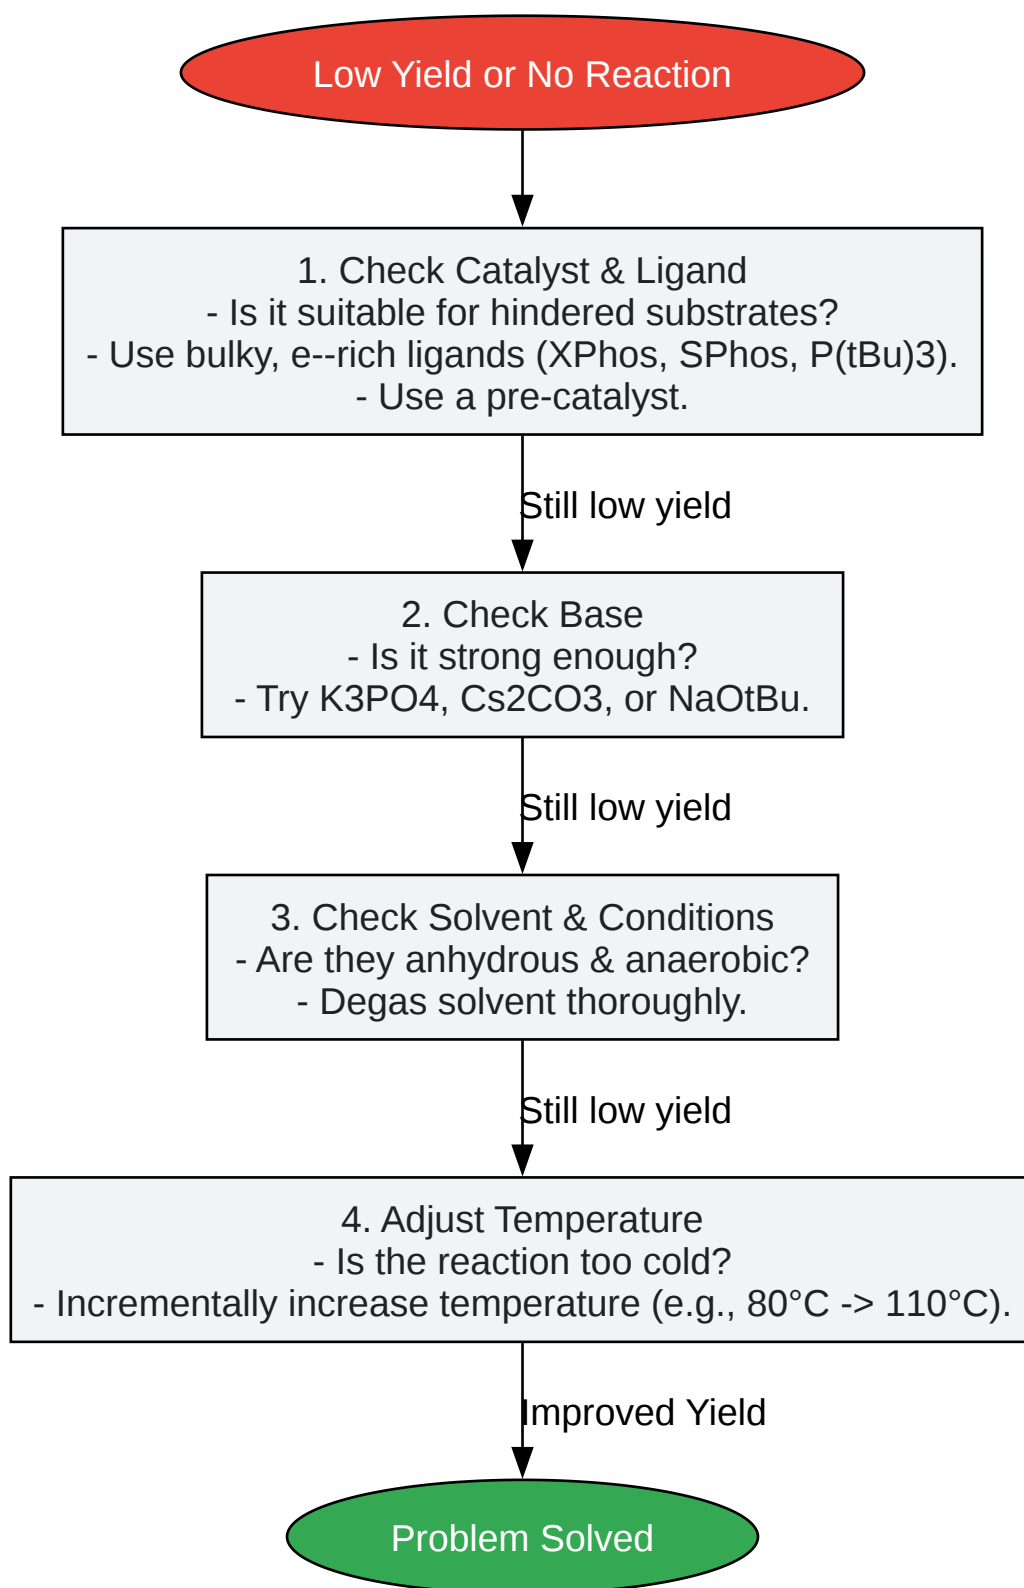 Low Yield or No Reaction
1. Check Catalyst & Ligand
- Is it suitable for hindered substrates?
- Use bulky, e--rich ligands (XPhos, SPhos, P(tBu)3).
- Use a pre-catalyst.
Still low yield
2. Check Base
- Is it strong enough?
- Try K3PO4, Cs2CO3, or NaOtBu.
Still low yield
3. Check Solvent & Conditions
- Are they anhydrous & anaerobic?
- Degas solvent thoroughly.
Still low yield
4. Adjust Temperature
- Is the reaction too cold?
- Incrementally increase temperature (e.g., 80°C -> 110°C).
Improved Yield
Problem Solved